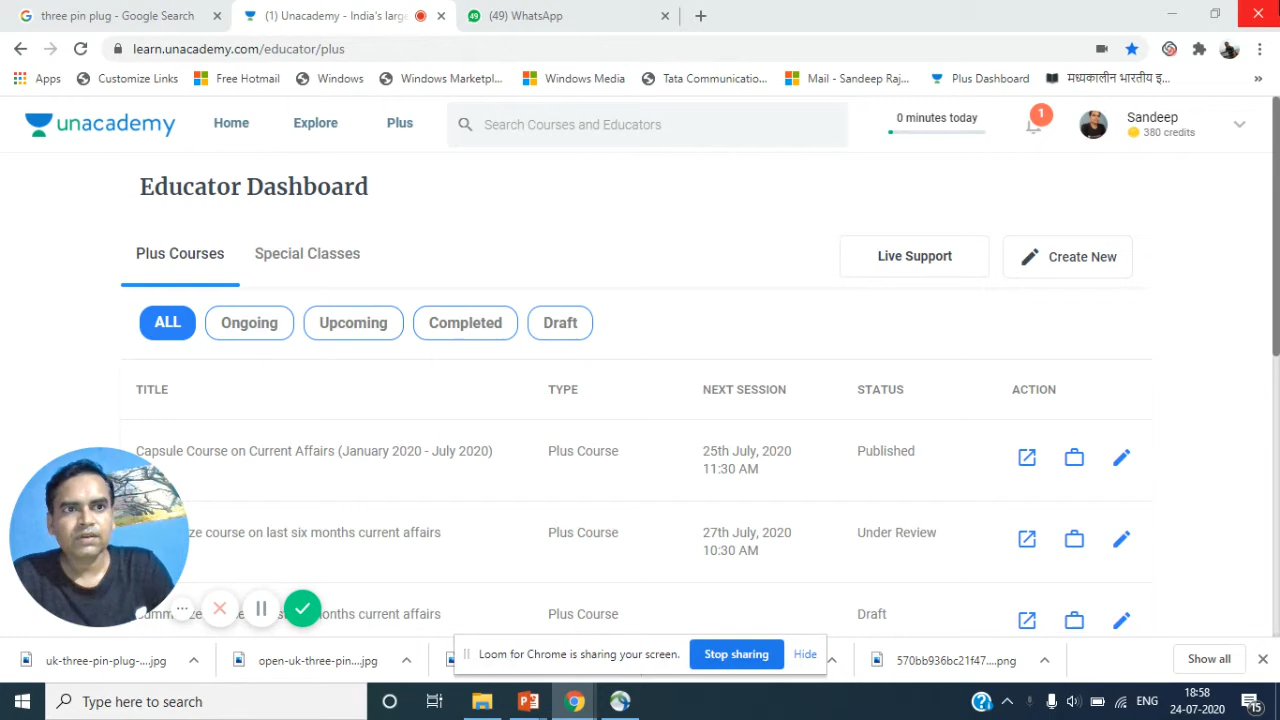 three pin plug - Google Search
(1) Unacademy - India's larg
(49) WhatsApp
learn.unacademy.com/educator/plus
Apps
Customize Links
Free Hotmail
Windows
Windows Marketpl...
Windows Media
Tata Communicatio...
Mail - Sandeep Raj...
Plus Dashboard
मध्यकालीन भारतीय इ...
»
unacademy
Home
Explore
Plus
Search Courses and Educators
0 minutes today
1
Sandeep
380 credits
Educator Dashboard
Plus Courses
Special Classes
Live Support
Create New
ALL
Ongoing
Upcoming
Completed
Draft
TITLE
TYPE
NEXT SESSION
STATUS
ACTION
Capsule Course on Current Affairs (January 2020 - July 2020)
Plus Course
25th July, 2020
11:30 AM
Published
ze course on last six months current affairs
Plus Course
27th July, 2020
10:30 AM
Under Review
onths current affairs
Plus Course
Draft
Loom for Chrome is sharing your screen.
Stop sharing
Hide
uk-three-pin-plug-....jpg
open-uk-three-pin....jpg
570bb936bc21f47....png
Show all
Type here to search
ENG
18:58
24-07-2020
15